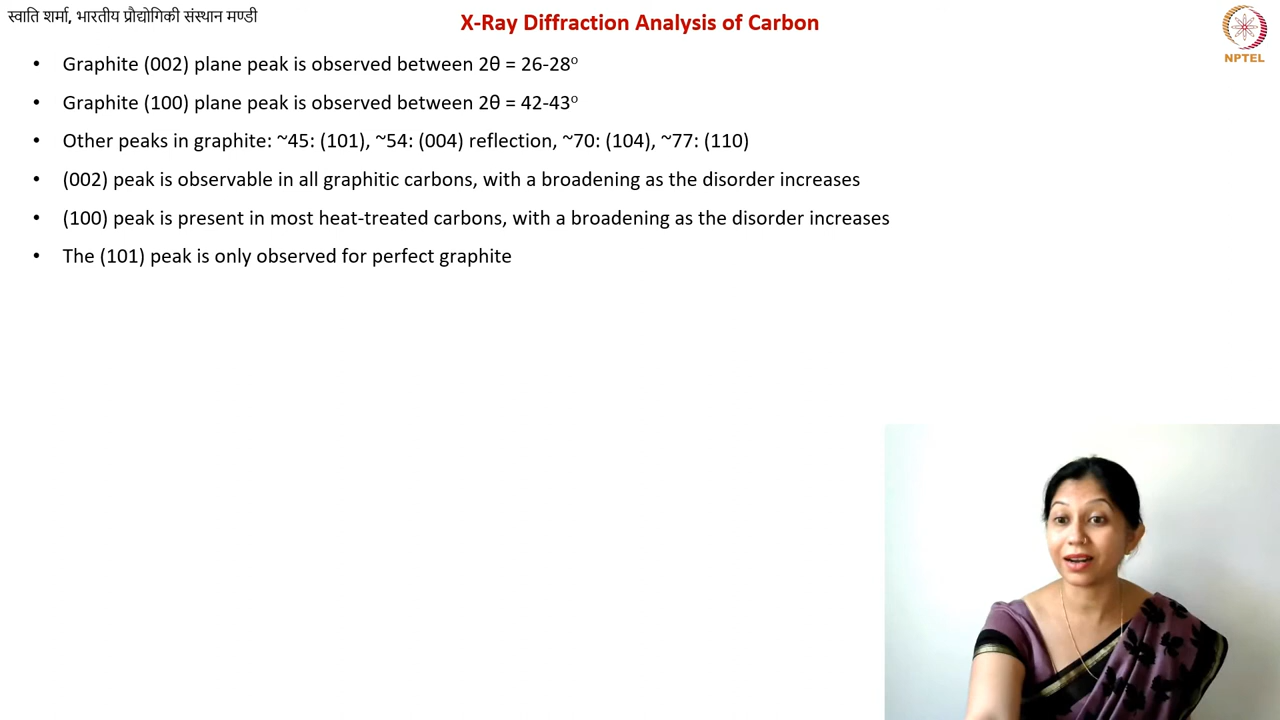 स्वाति शर्मा, भारतीय प्रौद्योगिकी संस्थान मण्डी
X-Ray Diffraction Analysis of Carbon
NPTEL
• Graphite (002) plane peak is observed between 2θ = 26-28º
• Graphite (100) plane peak is observed between 2θ = 42-43º
• Other peaks in graphite: ~45: (101), ~54: (004) reflection, ~70: (104), ~77: (110)
• (002) peak is observable in all graphitic carbons, with a broadening as the disorder increases
• (100) peak is present in most heat-treated carbons, with a broadening as the disorder increases
• The (101) peak is only observed for perfect graphite